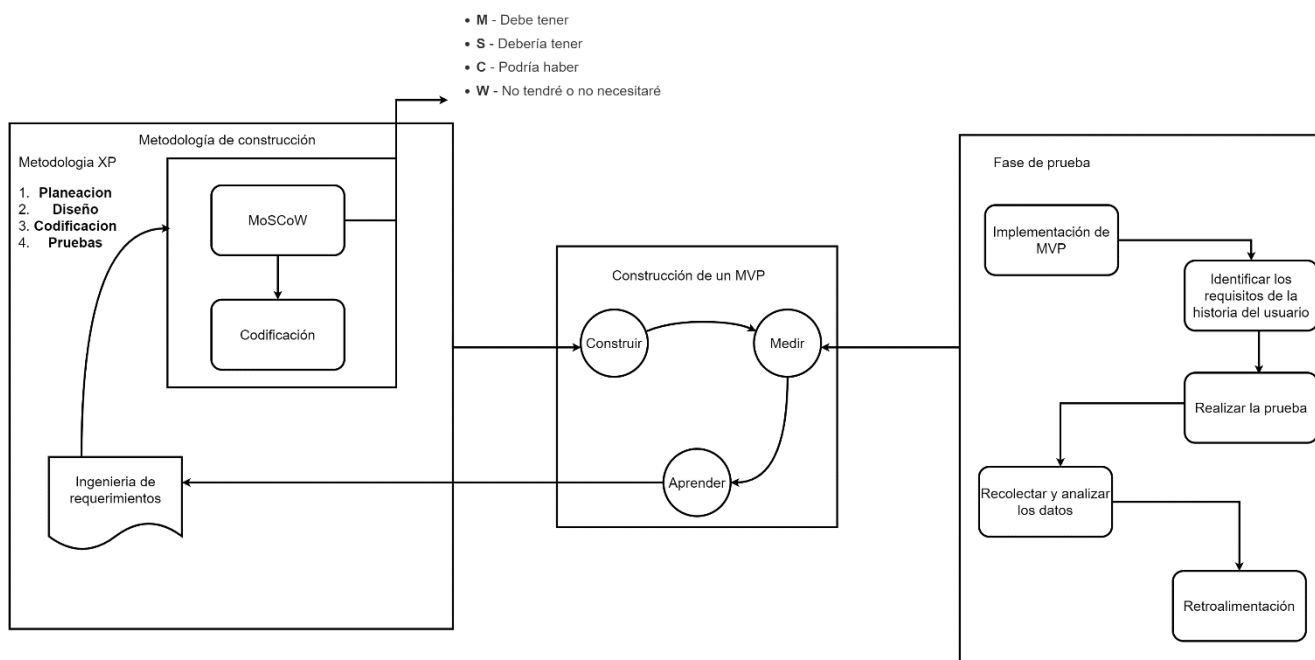 • M - Debe tener
• S - Debería tener
• C - Podría haber
• W - No tendré o no necesitaré
Metodología de construcción
Metodologia XP
1. Planeacion
2. Diseño
3. Codificacion
4. Pruebas
MoSCoW
Codificación
Ingenieria de
requerimientos
Construcción de un MVP
Construir
Medir
Aprender
Fase de prueba
Implementación de
MVP
Identificar los
requisitos de la
historia del usuario
Realizar la prueba
Recolectar y analizar
los datos
Retroalimentación